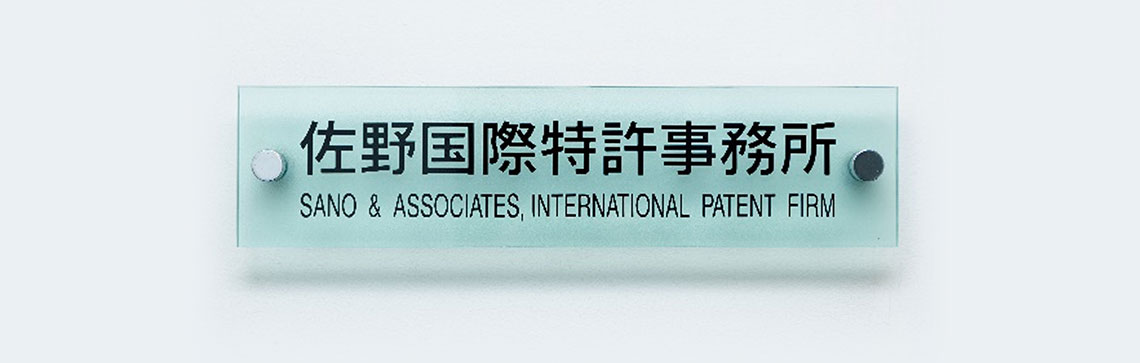 佐野国際特許事務所
SANO & ASSOCIATES, INTERNATIONAL PATENT FIRM